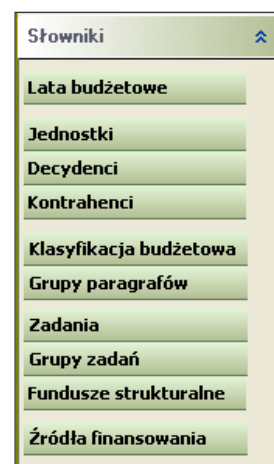 Słowniki
Lata budżetowe
Jednostki
Decydenci
Kontrahenci
Klasyfikacja budżetowa
Grupy paragrafów
Zadania
Grupy zadań
Fundusze strukturalne
Źródła finansowania